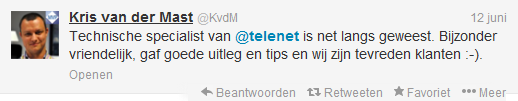 Kris van der Mast @KvdM 12 juni
Technische specialist van @telenet is net langs geweest. Bijzonder
vriendelijk, gaf goede uitleg en tips en wij zijn tevreden klanten :-).
Openen
Beantwoorden Retweeten Favoriet Meer